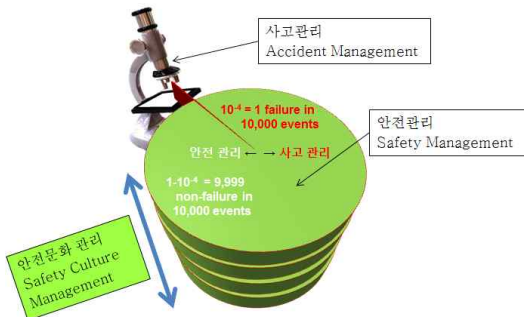 사고관리
Accident Management
10⁻⁴ = 1 failure in
10,000 events
안전관리
Safety Management
안전 관리 ← → 사고 관리
1-10⁻⁴ = 9,999
non-failure in
10,000 events
안전문화 관리
Safety Culture
Management